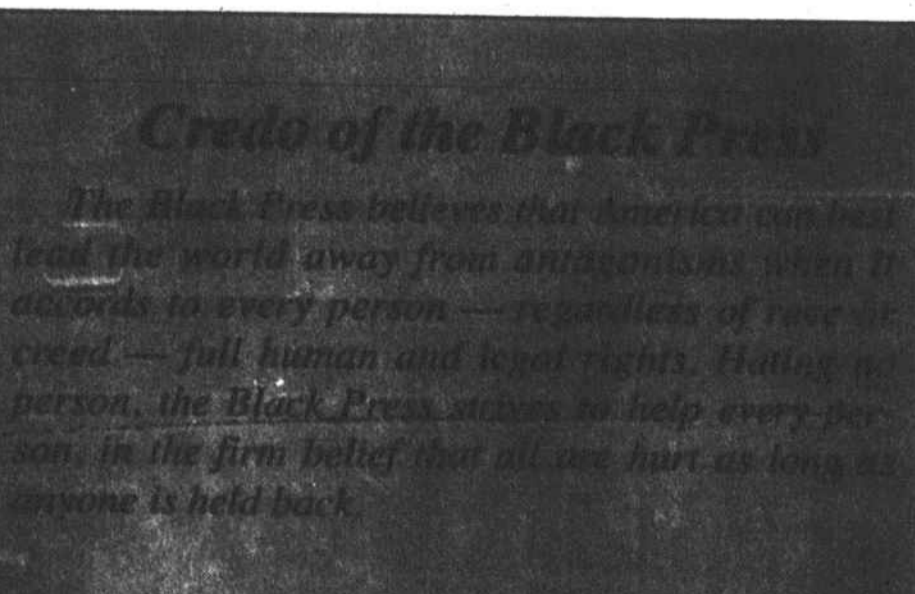 Credo of the Black Press
The Black Press believes that America can best
lead the world away from antagonisms when it
accords to every person — regardless of race or
creed — full human and legal rights. Hating no
person, the Black Press strives to help every per-
son, in the firm belief that all are hurt as long as
anyone is held back.